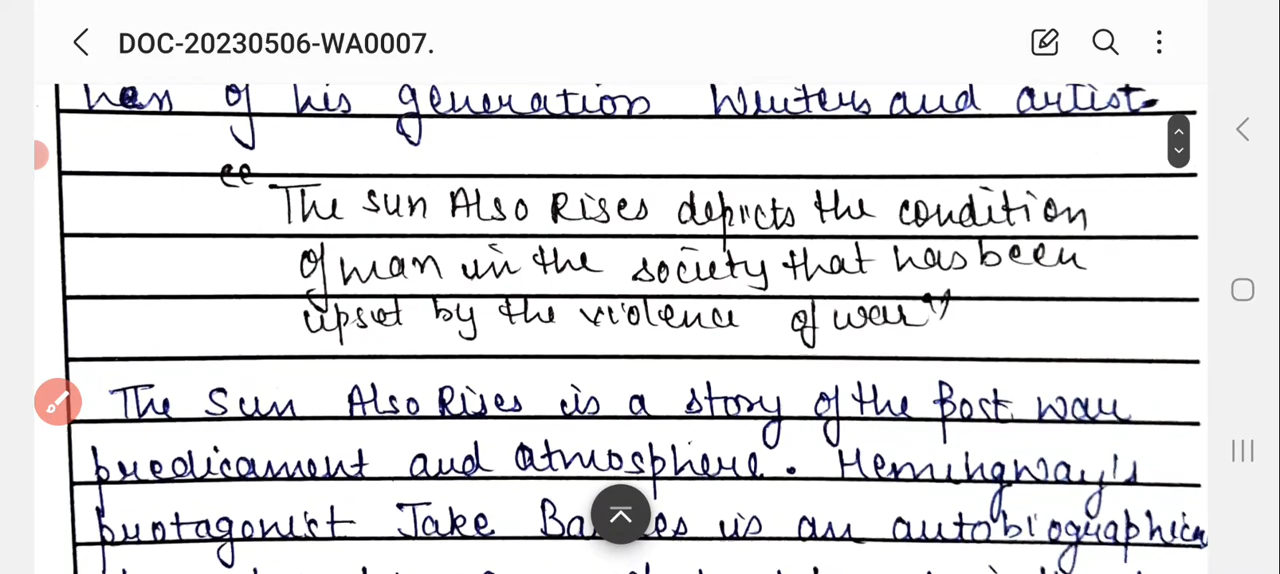 DOC-20230506-WA0007.
of his generation writers and artist
"The sun Also Rises depicts the condition
of man in the society that has been
upset by the violence of war"
The Sun Also Rises is a story of the Post war
predicament and atmosphere. Hemingway's
protagonist Jake is an autobiographica